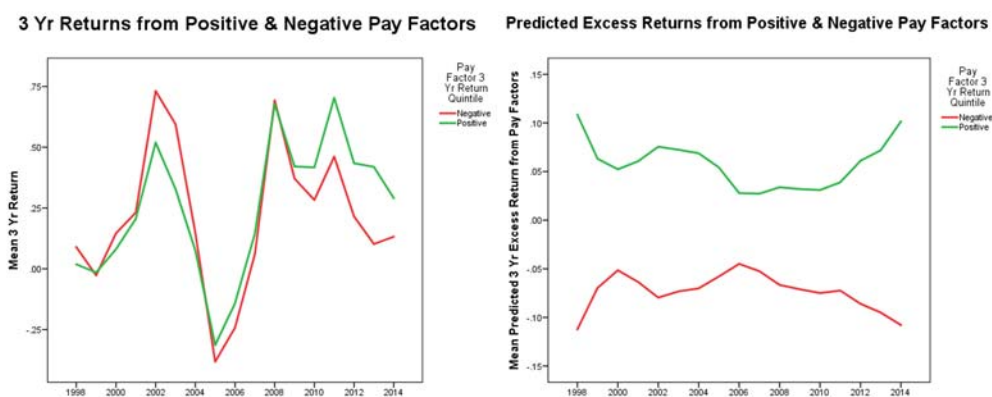 3 Yr Returns from Positive & Negative Pay Factors
Mean 3 Yr Return
.75
.50
.25
.00
-.25
1998 2000 2002 2004 2006 2008 2010 2012 2014
Pay
Factor 3
Yr Return
Quintile
Negative
Positive
Predicted Excess Returns from Positive & Negative Pay Factors
Mean Predicted 3 Yr Excess Return from Pay Factors
.15
.10
.05
.00
-.05
-.10
-.15
1998 2000 2002 2004 2006 2008 2010 2012 2014
Pay
Factor 3
Yr Return
Quintile
Negative
Positive